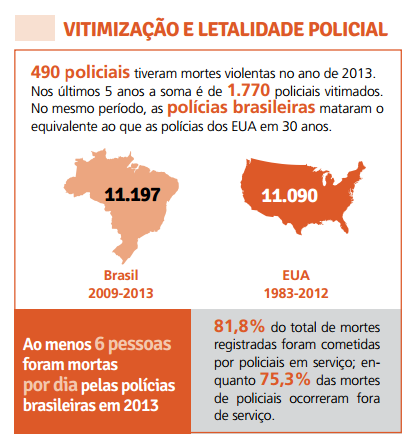 VITIMIZAÇÃO E LETALIDADE POLICIAL
490 policiais tiveram mortes violentas no ano de 2013.
Nos últimos 5 anos a soma é de 1.770 policiais vitimados.
No mesmo período, as polícias brasileiras mataram o
equivalente ao que as polícias dos EUA em 30 anos.
11.197
11.090
Brasil
2009-2013
EUA
1983-2012
Ao menos 6 pessoas
foram mortas
por dia pelas polícias
brasileiras em 2013
81,8% do total de mortes
registradas foram cometidas
por policiais em serviço; en-
quanto 75,3% das mortes
de policiais ocorreram fora
de serviço.